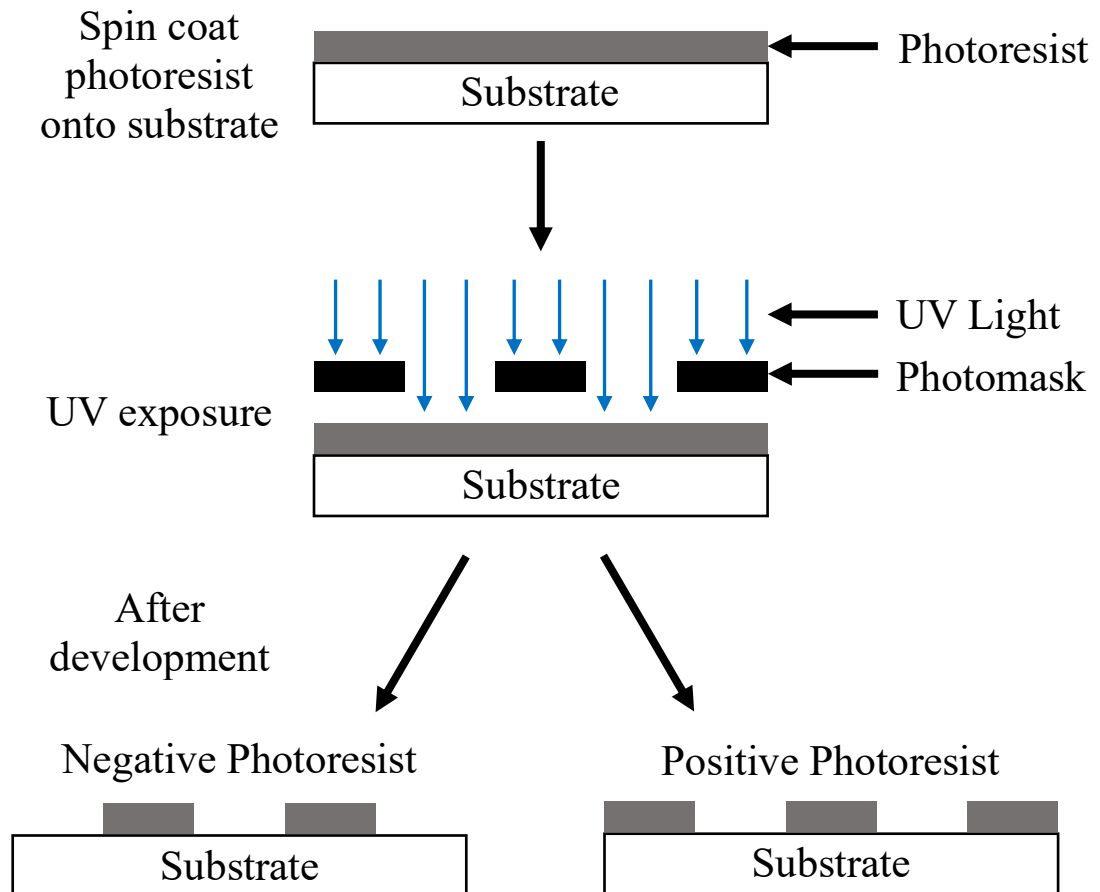 Spin coat
photoresist
onto substrate
Photoresist
Substrate
UV Light
Photomask
UV exposure
Substrate
After
development
Negative Photoresist
Positive Photoresist
Substrate
Substrate